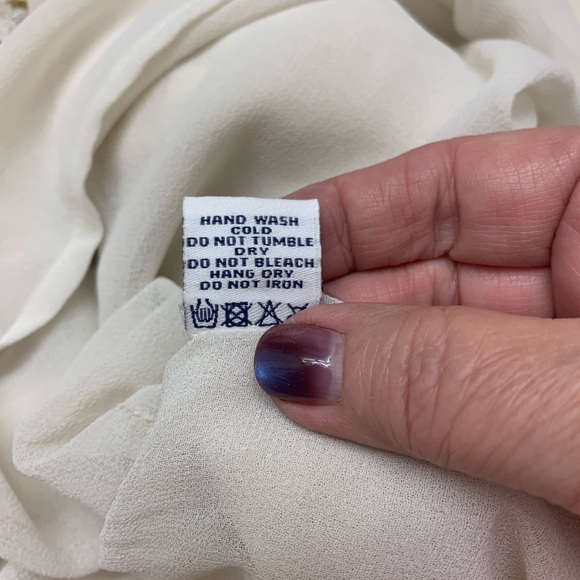 HAND WASH
COLD
DO NOT TUMBLE
DRY
DO NOT BLEACH
HANG DRY
DO NOT IRON